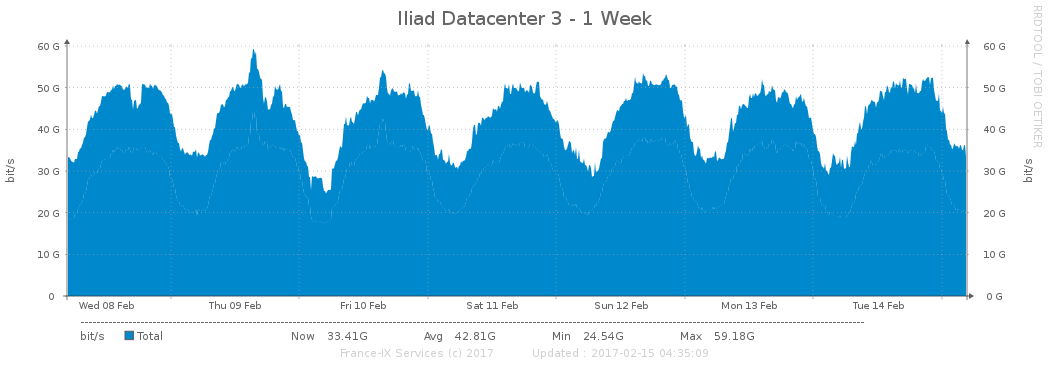 Iliad Datacenter 3 - 1 Week
RRDTOOL / TOBI OETIKER
60 G 60 G
50 G 50 G
40 G 40 G
30 G 30 G
20 G 20 G
10 G 10 G
0 0 G
bit/s bit/s
Wed 08 Feb Thu 09 Feb Fri 10 Feb Sat 11 Feb Sun 12 Feb Mon 13 Feb Tue 14 Feb
bit/s Total Now 33.41G Avg 42.81G Min 24.54G Max 59.18G
France-IX Services (c) 2017 Updated : 2017-02-15 04:35:09